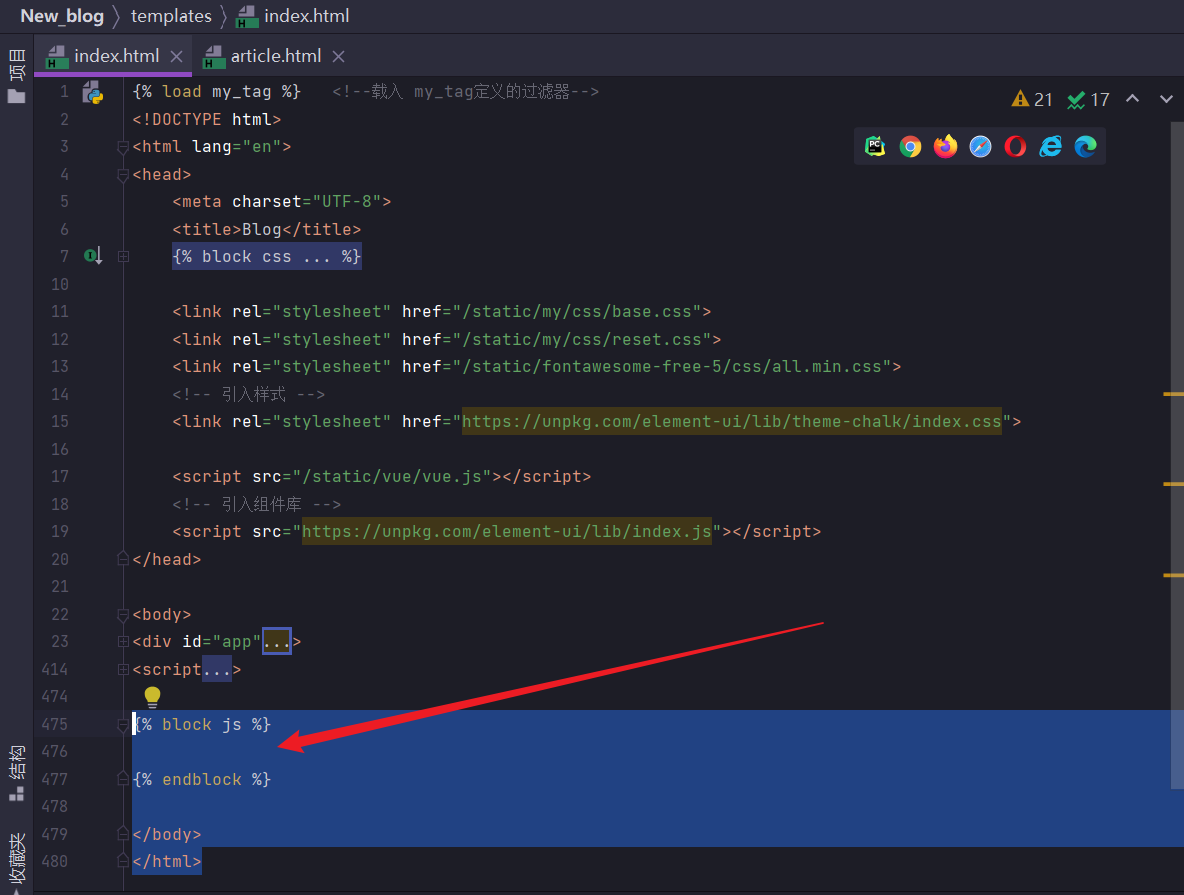 New_blog 〉 templates 〉 index.html
index.html × article.html ×
项目
1 {% load my_tag %} <!--载入 my_tag定义的过滤器-->
21 17
2 <!DOCTYPE html>
3 <html lang="en">
4 <head>
5 <meta charset="UTF-8">
6 <title>Blog</title>
7 {% block css ... %}
10
11 <link rel="stylesheet" href="/static/my/css/base.css">
12 <link rel="stylesheet" href="/static/my/css/reset.css">
13 <link rel="stylesheet" href="/static/fontawesome-free-5/css/all.min.css">
14 <!-- 引入样式 -->
15 <link rel="stylesheet" href="https://unpkg.com/element-ui/lib/theme-chalk/index.css">
16
17 <script src="/static/vue/vue.js"></script>
18 <!-- 引入组件库 -->
19 <script src="https://unpkg.com/element-ui/lib/index.js"></script>
20 </head>
21
22 <body>
23 <div id="app"...>
414 <script...>
474
475 {% block js %}
476
477 {% endblock %}
478
479 </body>
480 </html>
结构
收藏夹